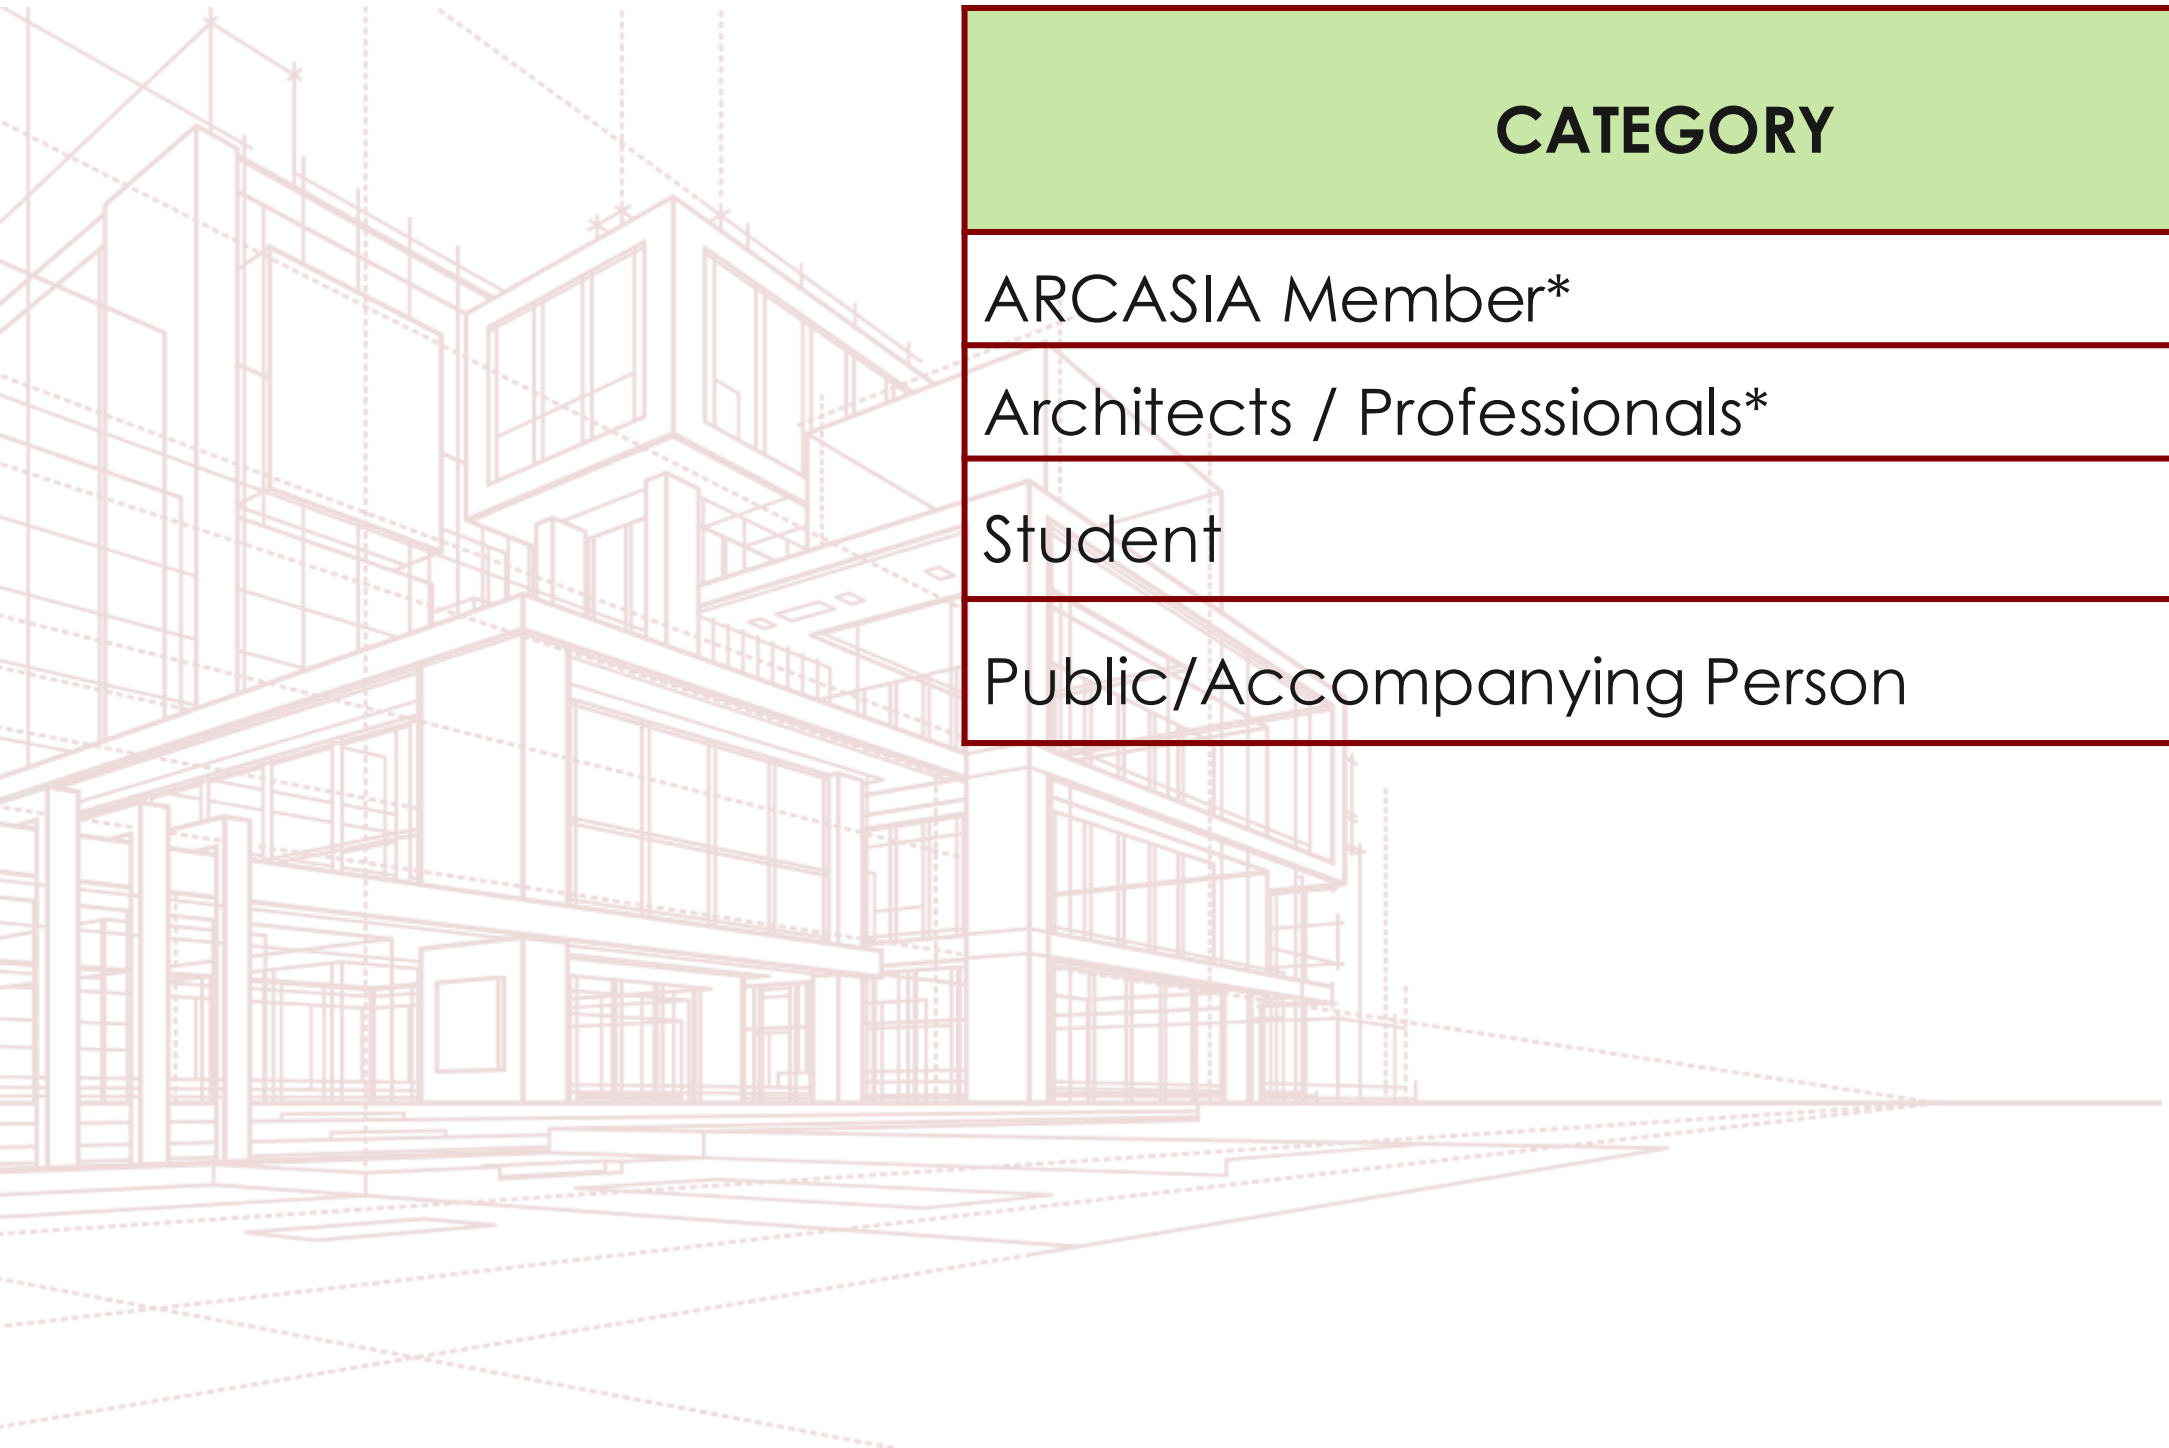 CATEGORY
ARCASIA Member*
Architects / Professionals*
Student
Public/Accompanying Person